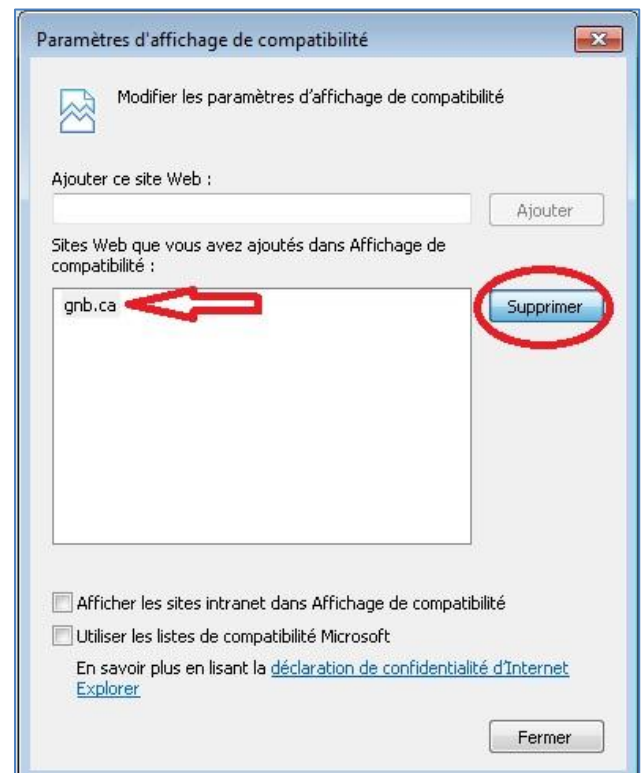 Paramètres d'affichage de compatibilité
Modifier les paramètres d’affichage de compatibilité
Ajouter ce site Web :
Ajouter
Sites Web que vous avez ajoutés dans Affichage de
compatibilité :
gnb.ca
Supprimer
Afficher les sites intranet dans Affichage de compatibilité
Utiliser les listes de compatibilité Microsoft
En savoir plus en lisant la déclaration de confidentialité d’Internet
Explorer
Fermer